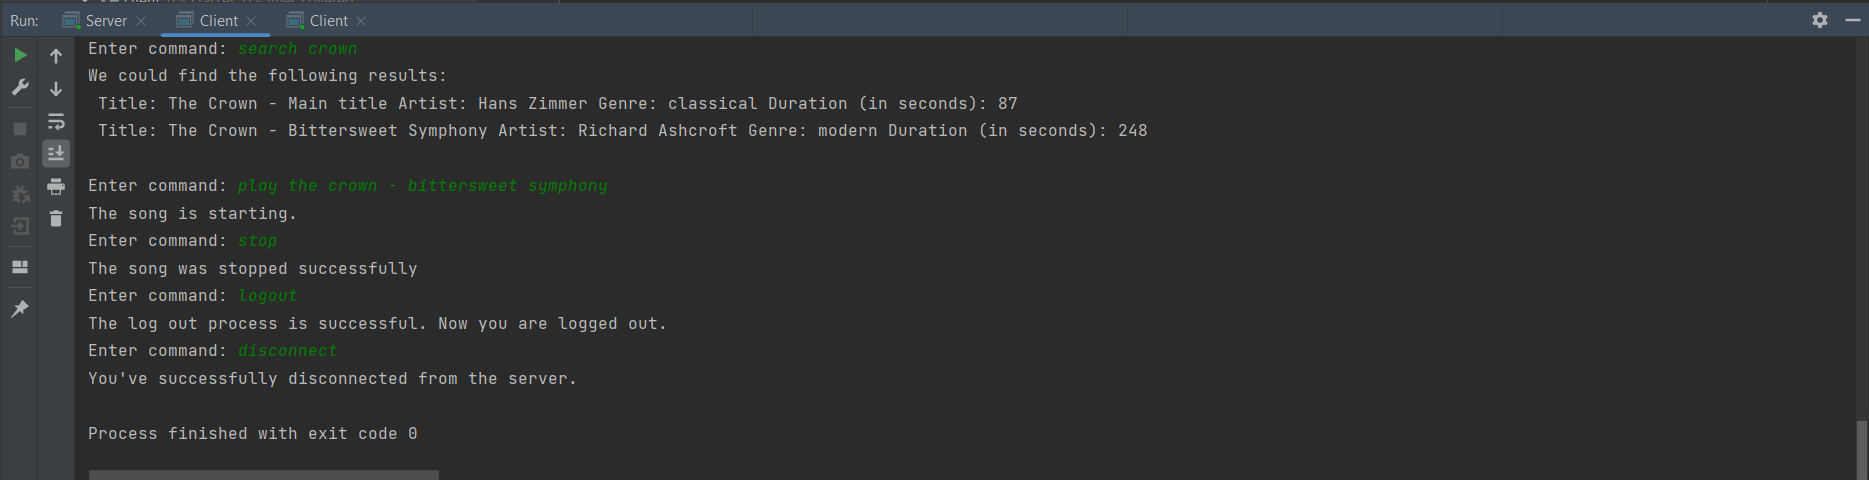 Run: Server Client Client
Enter command: search crown
We could find the following results:
Title: The Crown - Main title Artist: Hans Zimmer Genre: classical Duration (in seconds): 87
Title: The Crown - Bittersweet Symphony Artist: Richard Ashcroft Genre: modern Duration (in seconds): 248
Enter command: play the crown - bittersweet symphony
The song is starting.
Enter command: stop
The song was stopped successfully
Enter command: logout
The log out process is successful. Now you are logged out.
Enter command: disconnect
You've successfully disconnected from the server.
Process finished with exit code 0